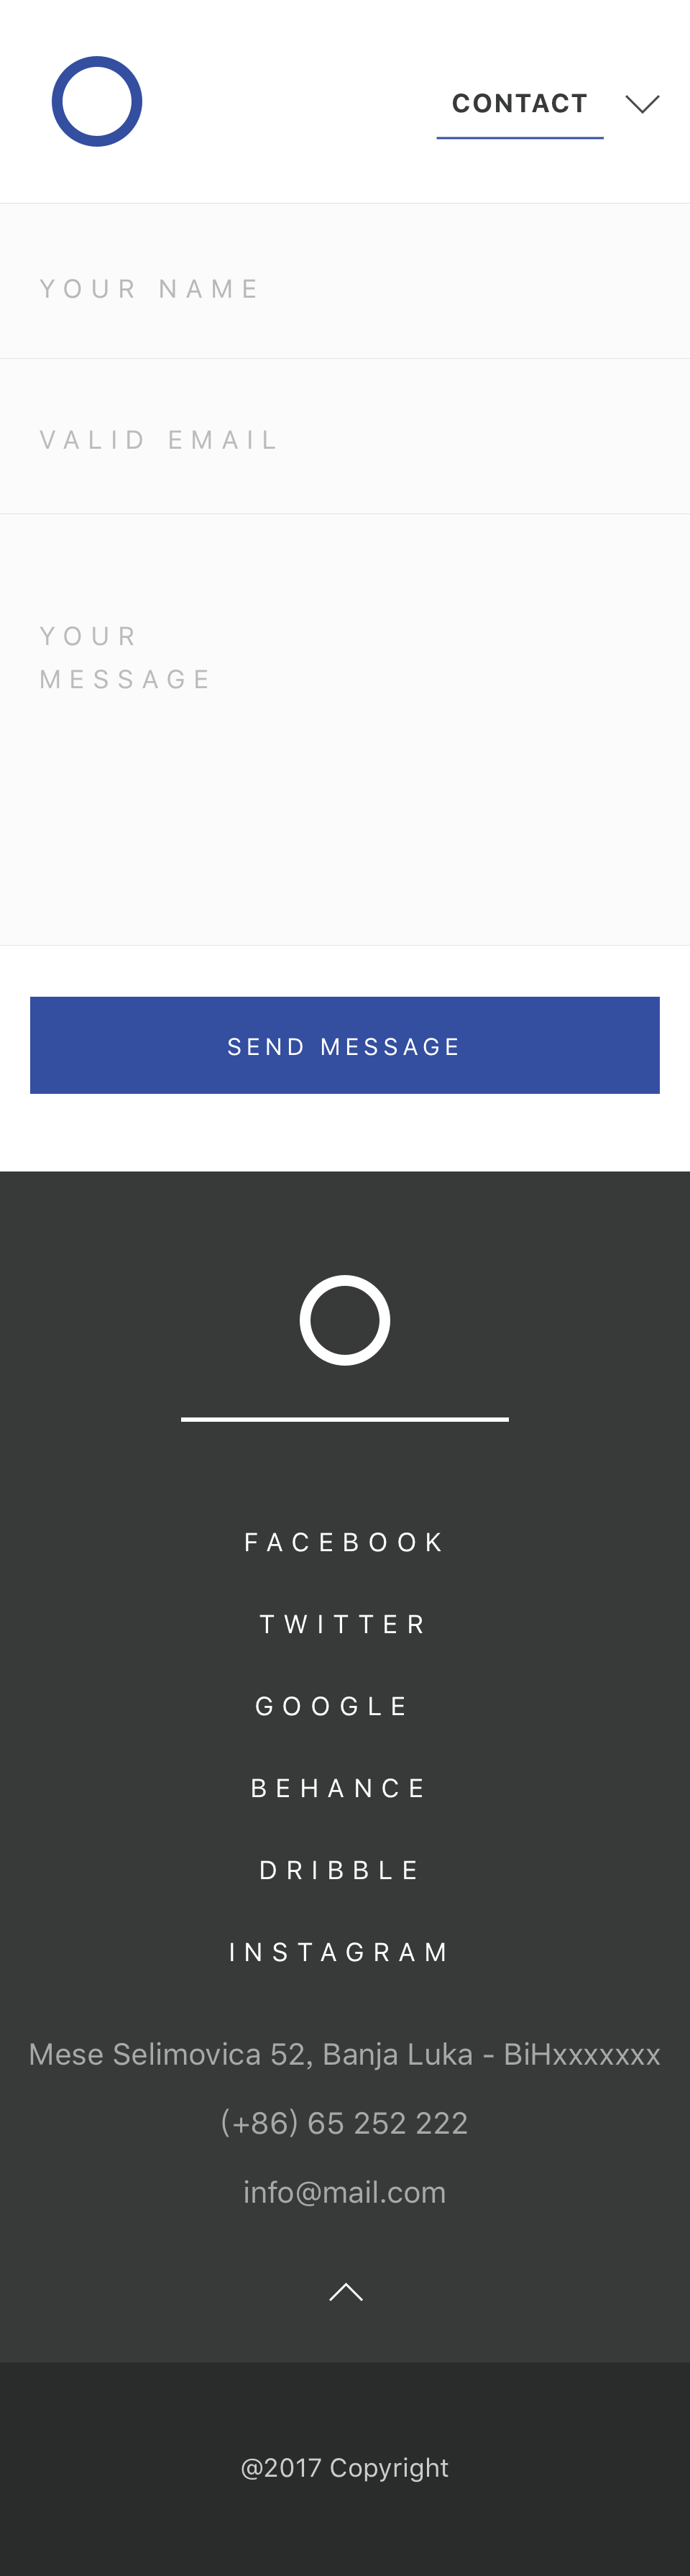 CONTACT
YOUR NAME
VALID EMAIL
YOUR
MESSAGE
SEND MESSAGE
FACEBOOK
TWITTER
GOOGLE
BEHANCE
DRIBBLE
INSTAGRAM
Mese Selimovica 52, Banja Luka - BiHxxxxxxx
(+86) 65 252 222
info@mail.com
@2017 Copyright